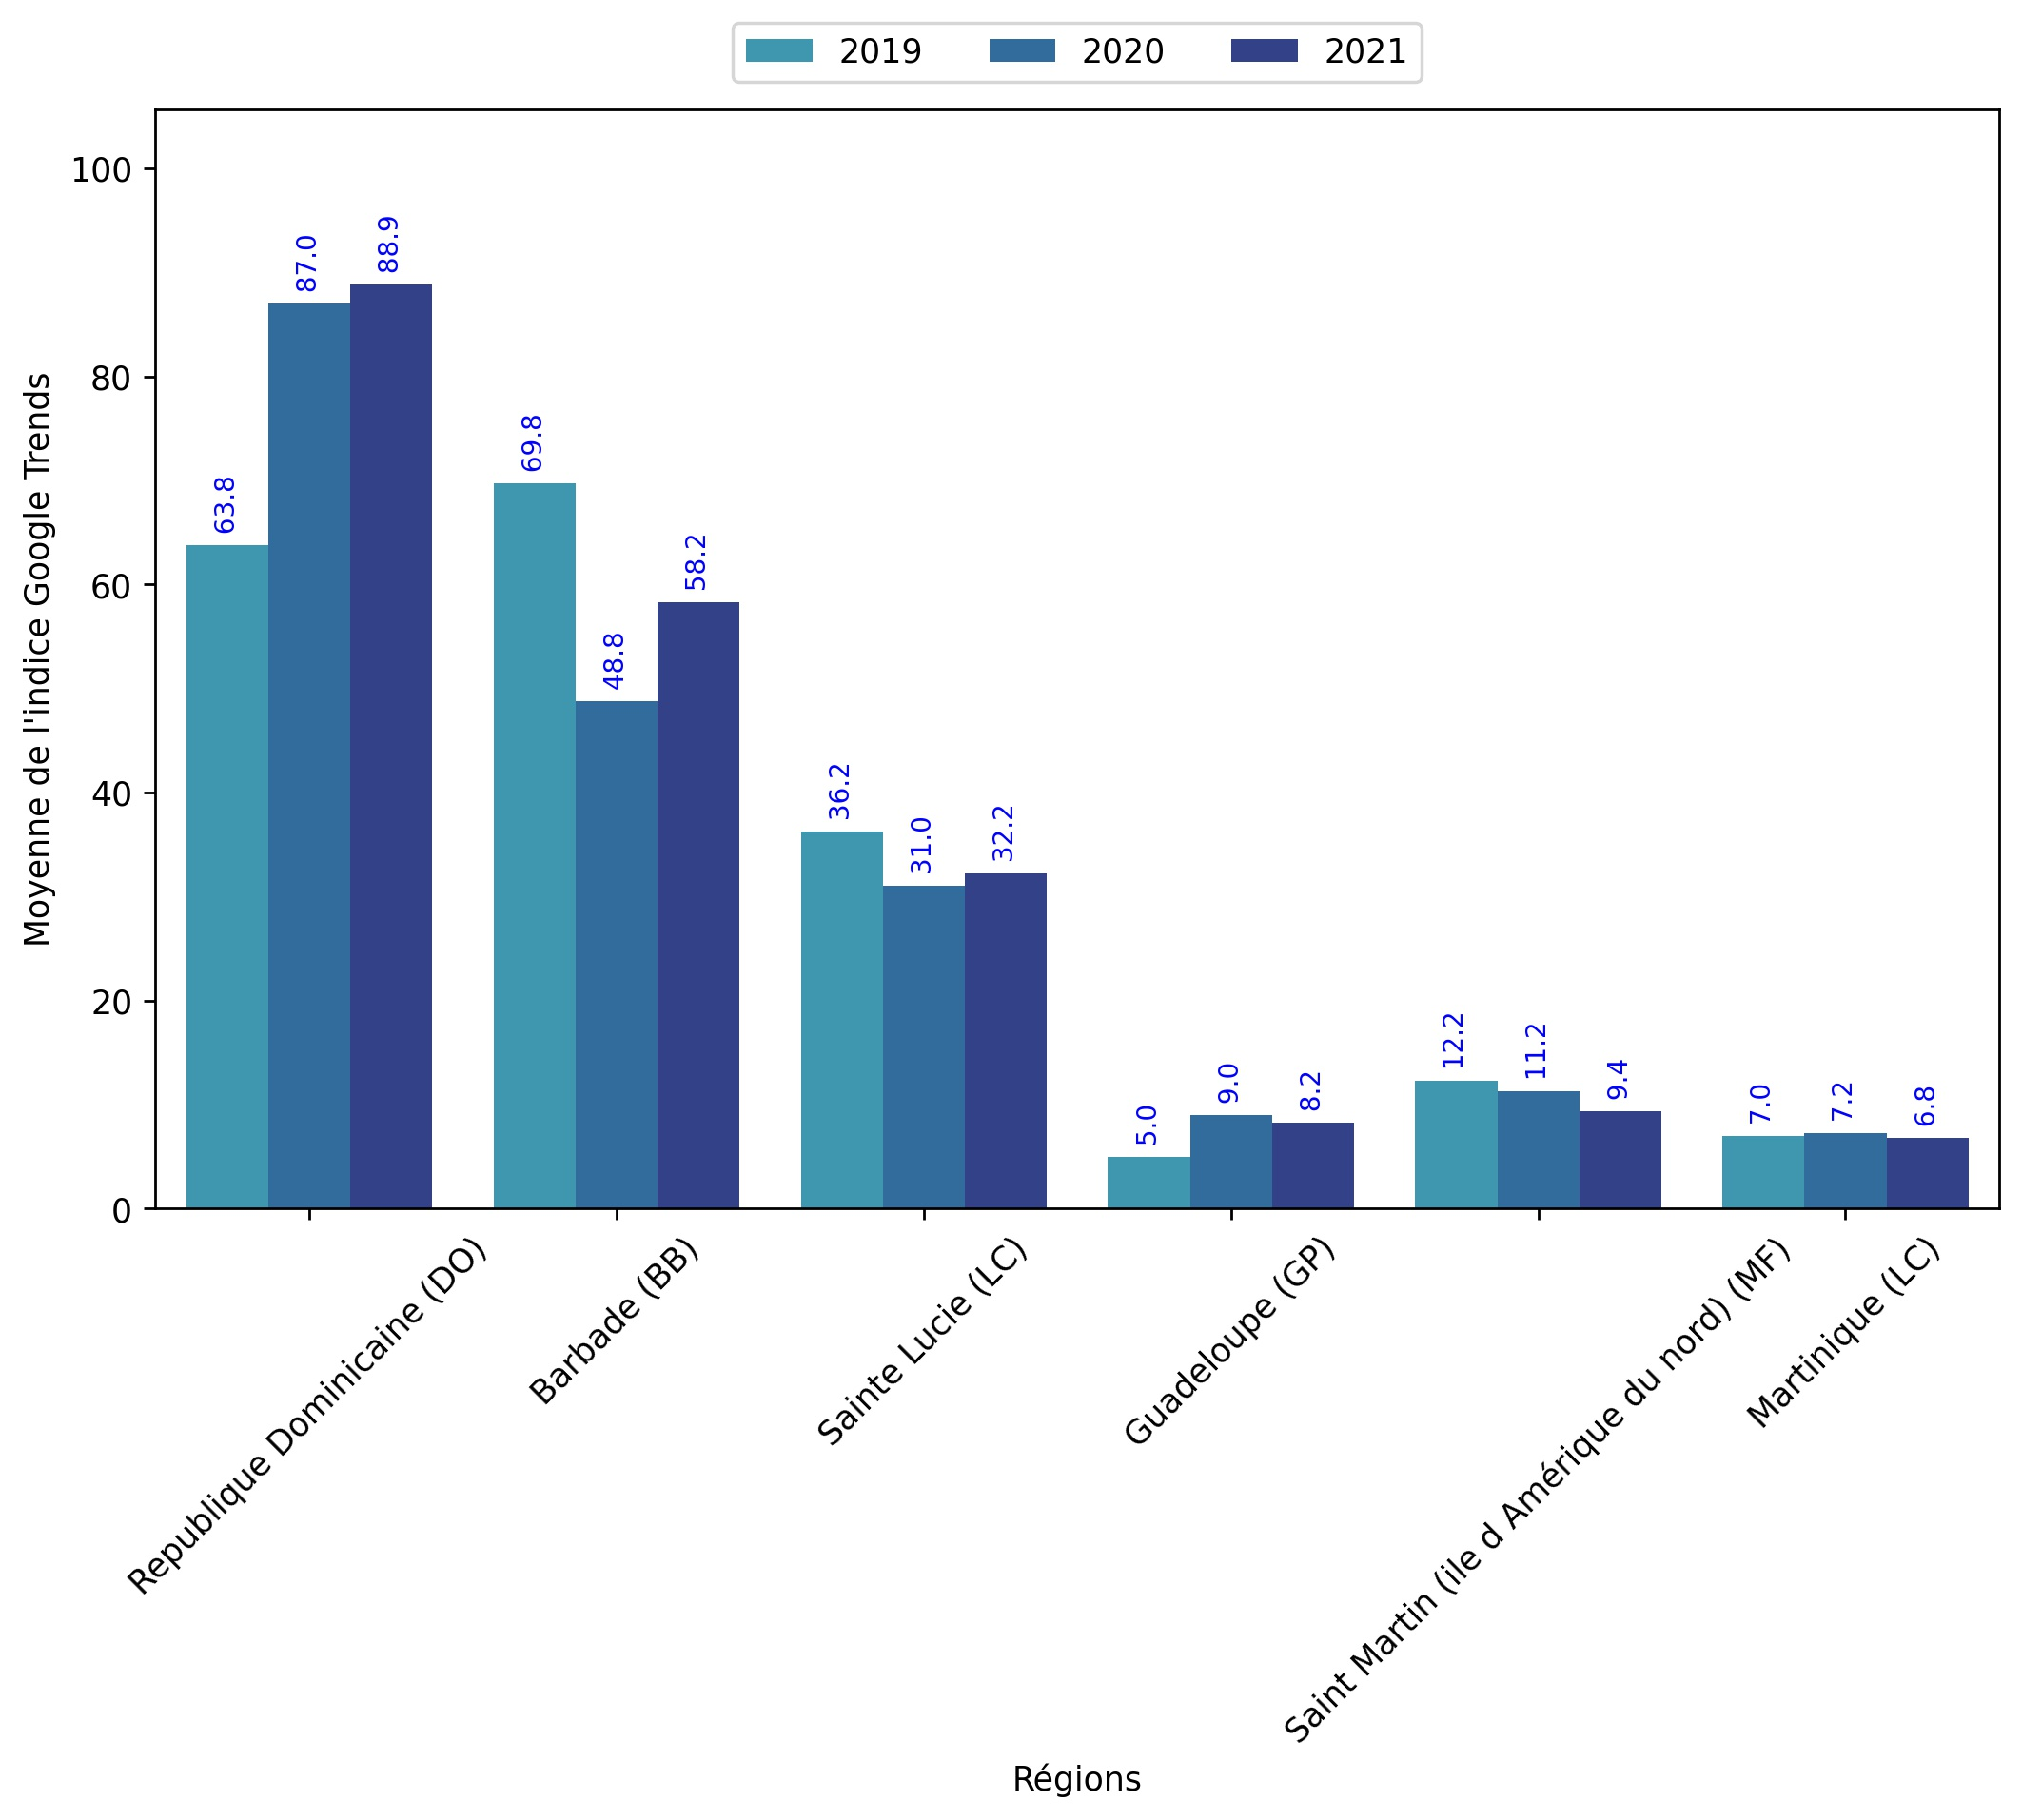 2019 2020 2021
Moyenne de l'indice Google Trends
100
80
60
40
20
0
63.8
87.0
88.9
69.8
48.8
58.2
36.2
31.0
32.2
5.0
9.0
8.2
12.2
11.2
9.4
7.0
7.2
6.8
Republique Dominicaine (DO)
Barbade (BB)
Sainte Lucie (LC)
Guadeloupe (GP)
Saint Martin (ile d Amérique du nord) (MF)
Martinique (LC)
Régions